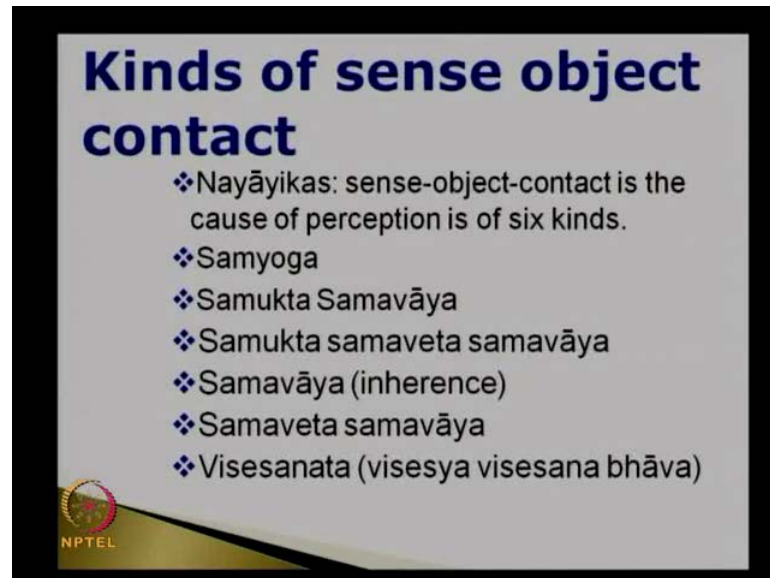 Kinds of sense object
contact
❖Nayāyikas: sense-object-contact is the
cause of perception is of six kinds.
❖Samyoga
❖Samukta Samavāya
❖Samukta samaveta samavāya
❖Samavāya (inherence)
❖Samaveta samavāya
❖Visesanata (visesya visesana bhāva)
NPTEL